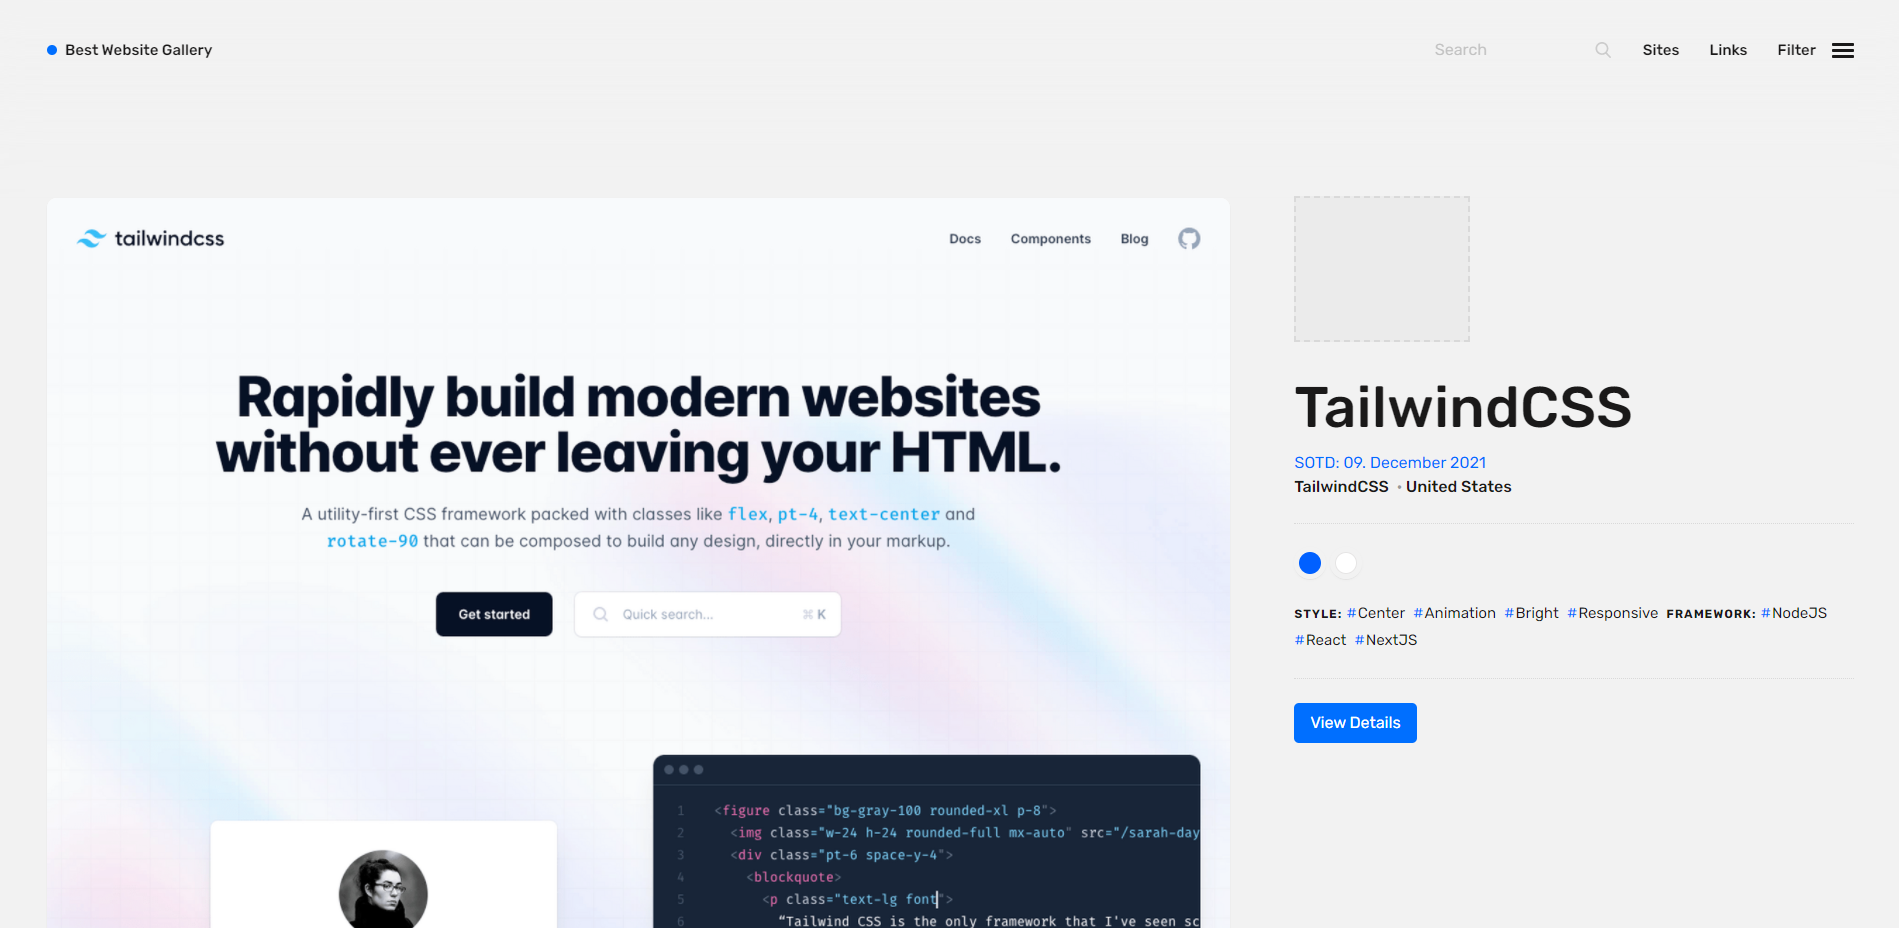 Best Website Gallery
Search
Sites
Links
Filter
tailwindcss
Docs
Components
Blog
Rapidly build modern websites
without ever leaving your HTML.
A utility-first CSS framework packed with classes like flex, pt-4, text-center and
rotate-90 that can be composed to build any design, directly in your markup.
Get started
Quick search...
⌘ K
1 <figure class="bg-gray-100 rounded-xl p-8">
2 <img class="w-24 h-24 rounded-full mx-auto" src="/sarah-day
3 <div class="pt-6 space-y-4">
4 <blockquote>
5 <p class="text-lg font">
6 “Tailwind CSS is the only framework that I've seen sc
TailwindCSS
SOTD: 09. December 2021
TailwindCSS • United States
STYLE: #Center #Animation #Bright #Responsive FRAMEWORK: #NodeJS
#React #NextJS
View Details